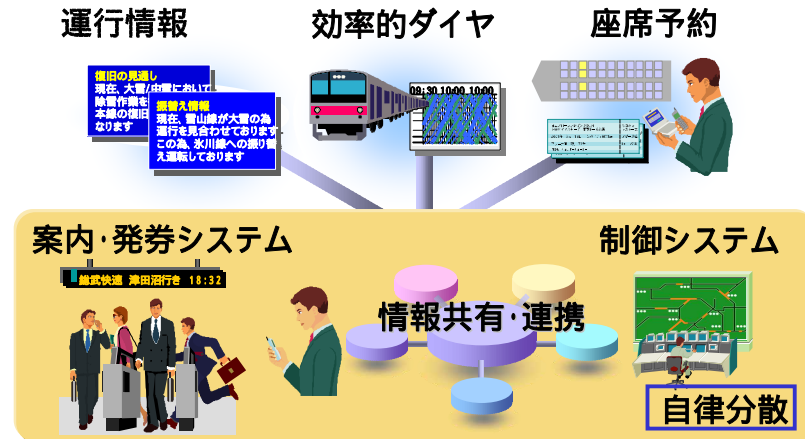 運行情報
効率的ダイヤ
座席予約
復旧の見通し
現在、大雪/中雪において
除雪作業を
本線の復旧
なります
振替え情報
現在、雪山線が大雪の為
運行を見合わせております
この為、氷川線への振り替
え運転しております
09:30 10:00 10:00
案内・発券システム
制御システム
総武快速 津田沼行き 18:32
情報共有・連携
自律分散